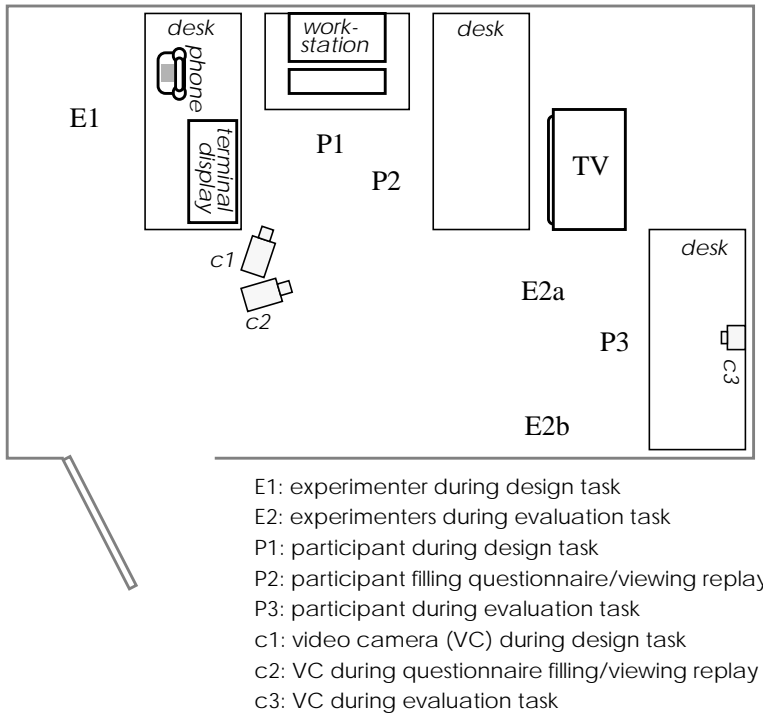 desk
work-
station
desk
phone
E1
terminal
display
P1
P2
TV
c1
c2
desk
E2a
P3
c3
E2b
E1: experimenter during design task
E2: experimenters during evaluation task
P1: participant during design task
P2: participant filling questionnaire/viewing replay
P3: participant during evaluation task
c1: video camera (VC) during design task
c2: VC during questionnaire filling/viewing replay
c3: VC during evaluation task